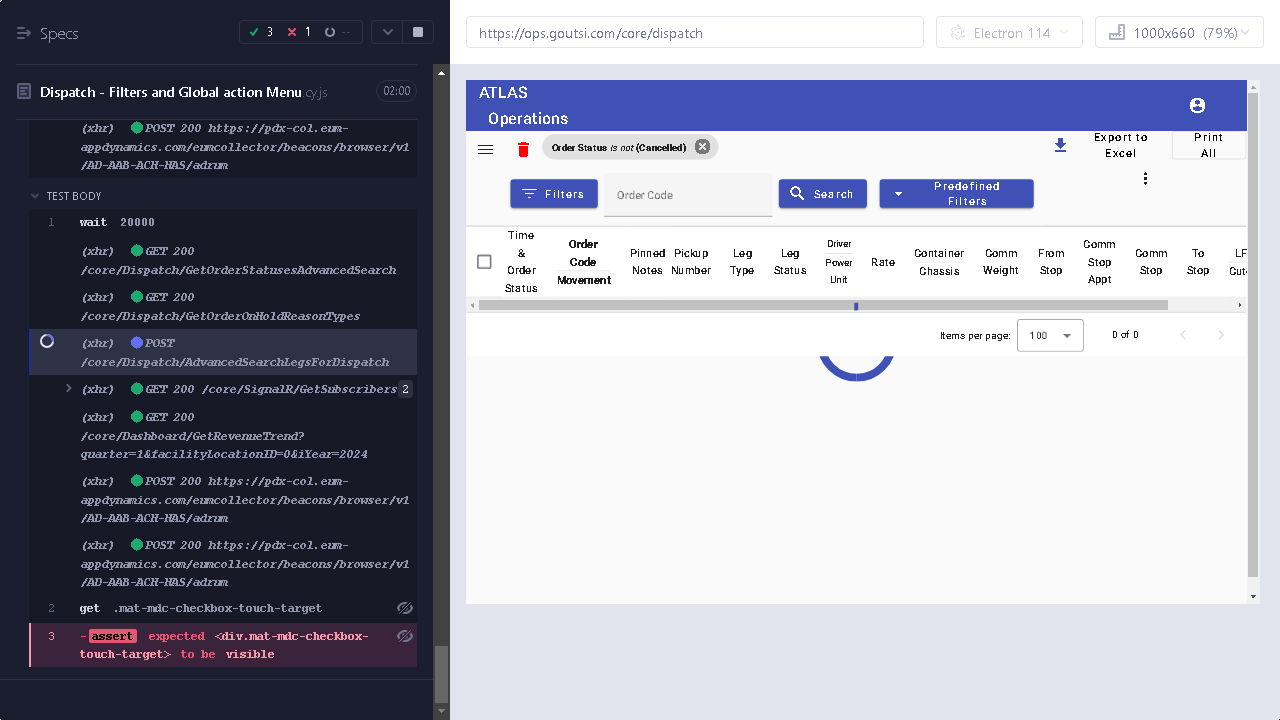 Specs
3
1
--
Dispatch - Filters and Global action Menu.cy.js
02:00
(xhr) POST 200 https://pdx-col.eum-
appdynamics.com/eumcollector/beacons/browser/v1
/AD-AAB-ACH-HAS/adrum
TEST BODY
1 wait 20000
(xhr) GET 200
/core/Dispatch/GetOrderStatusesAdvancedSearch
(xhr) GET 200
/core/Dispatch/GetOrderOnHoldReasonTypes
(xhr) POST
/core/Dispatch/AdvancedSearchLegsForDispatch
(xhr) GET 200 /core/SignalR/GetSubscribers 2
(xhr) GET 200
/core/Dashboard/GetRevenueTrend?
quarter=1&facilityLocationID=0&iYear=2024
(xhr) POST 200 https://pdx-col.eum-
appdynamics.com/eumcollector/beacons/browser/v1
/AD-AAB-ACH-HAS/adrum
(xhr) POST 200 https://pdx-col.eum-
appdynamics.com/eumcollector/beacons/browser/v1
/AD-AAB-ACH-HAS/adrum
2 get .mat-mdc-checkbox-touch-target
3 -assert expected <div.mat-mdc-checkbox-
touch-target> to be visible
https://ops.goutsi.com/core/dispatch
Electron 114
1000x660 (79%)
ATLAS
Operations
Order Status is not (Cancelled)
Export to
Excel
Print
All
Filters
Order Code
Search
Predefined
Filters
Time
&
Order
Status
Order
Code
Movement
Pinned
Notes
Pickup
Number
Leg
Type
Leg
Status
Driver
Power
Unit
Rate
Container
Chassis
Comm
Weight
From
Stop
Comm
Stop
Appt
Comm
Stop
To
Stop
Items per page: 100 0 of 0